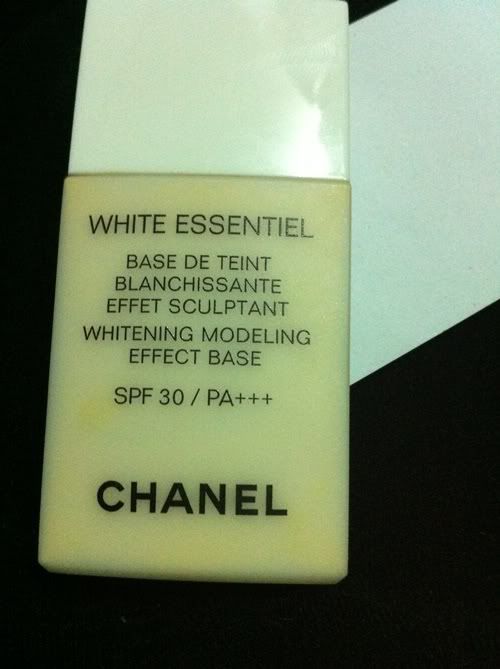 WHITE ESSENTIEL
BASE DE TEINT
BLANCHISSANTE
EFFET SCULPTANT
WHITENING MODELING
EFFECT BASE
SPF 30 / PA+++
CHANEL